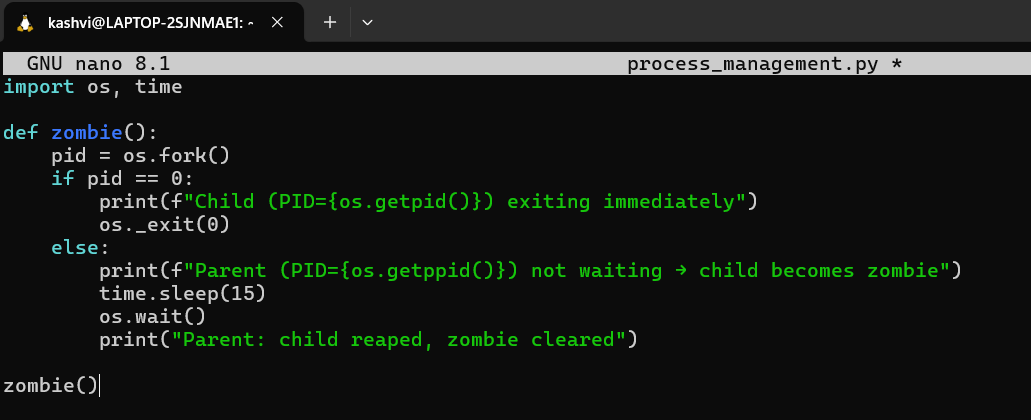 kashvi@LAPTOP-2SJNMAE1: ~
GNU nano 8.1 process_management.py *
import os, time
def zombie():
    pid = os.fork()
    if pid == 0:
        print(f"Child (PID={os.getpid()}) exiting immediately")
        os._exit(0)
    else:
        print(f"Parent (PID={os.getppid()}) not waiting → child becomes zombie")
        time.sleep(15)
        os.wait()
        print("Parent: child reaped, zombie cleared")
zombie()